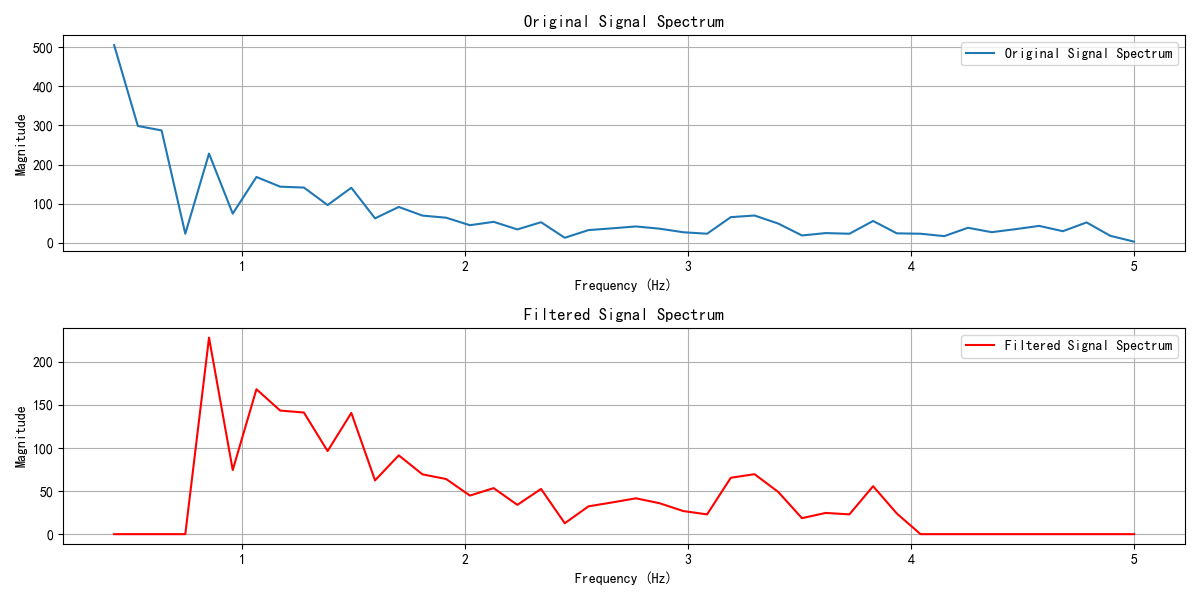 Original Signal Spectrum
500
400
300
200
100
0
Magnitude
Original Signal Spectrum
1 2 3 4 5
Frequency (Hz)
Filtered Signal Spectrum
200
150
100
50
0
Magnitude
Filtered Signal Spectrum
1 2 3 4 5
Frequency (Hz)